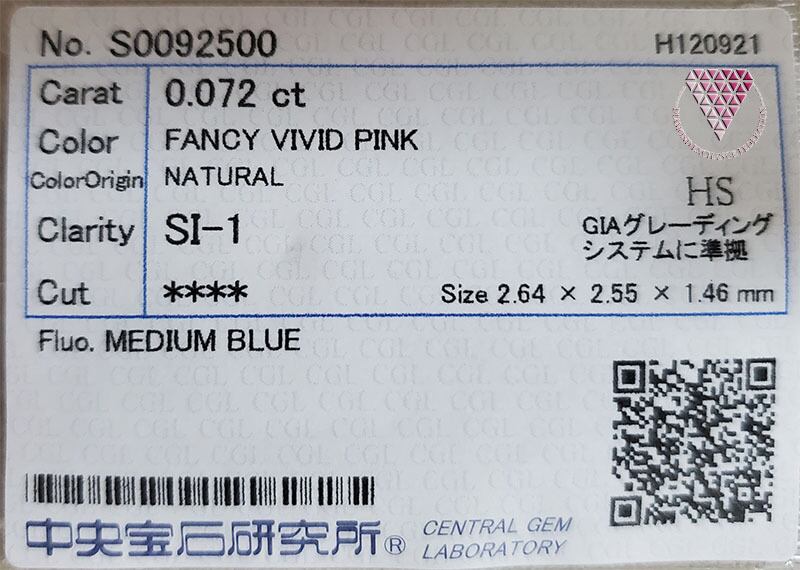 No. S0092500 H120921
Carat 0.072 ct
Color FANCY VIVID PINK
ColorOrigin NATURAL
HS
Clarity SI-1
GIAグレーディング
システムに準拠
Cut **** Size 2.64 × 2.55 × 1.46 mm
Fluo. MEDIUM BLUE
中央宝石研究所® CENTRAL GEM
LABORATORY